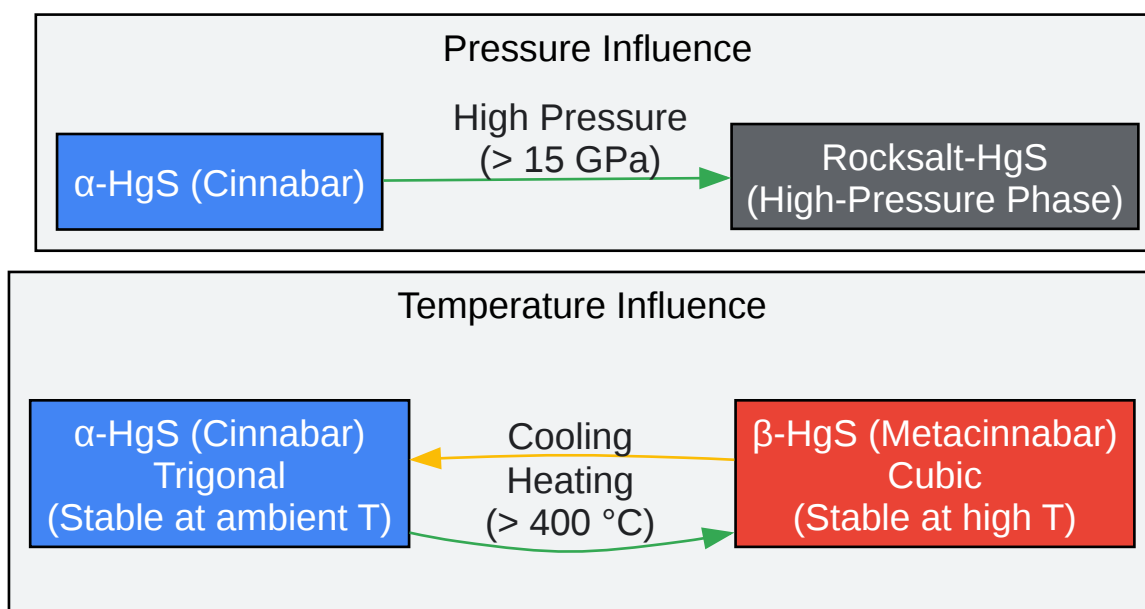 Pressure Influence
High Pressure
(> 15 GPa)
α-HgS (Cinnabar)
Rocksalt-HgS
(High-Pressure Phase)
Temperature Influence
α-HgS (Cinnabar)
Trigonal
(Stable at ambient T)
Cooling
Heating
(> 400 °C)
β-HgS (Metacinnabar)
Cubic
(Stable at high T)